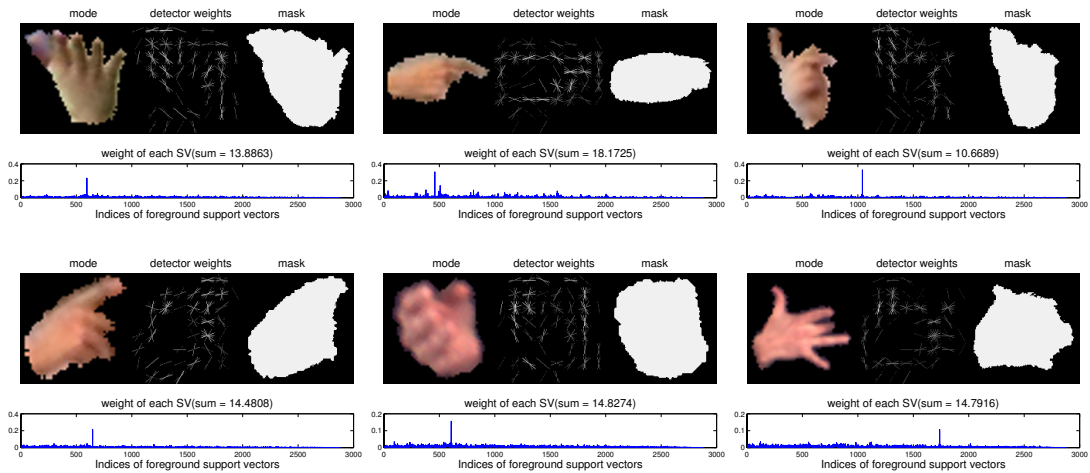 mode detector weights mask
mode detector weights mask
mode detector weights mask
weight of each SV(sum = 13.8863)
0.4
0.2
0
0 500 1000 1500 2000 2500 3000
Indices of foreground support vectors
weight of each SV(sum = 18.1725)
0.4
0.2
0
0 500 1000 1500 2000 2500 3000
Indices of foreground support vectors
weight of each SV(sum = 10.6689)
0.4
0.2
0
0 500 1000 1500 2000 2500 3000
Indices of foreground support vectors
mode detector weights mask
mode detector weights mask
mode detector weights mask
weight of each SV(sum = 14.4808)
0.4
0.2
0
0 500 1000 1500 2000 2500 3000
Indices of foreground support vectors
weight of each SV(sum = 14.8274)
0.2
0.1
0
0 500 1000 1500 2000 2500 3000
Indices of foreground support vectors
weight of each SV(sum = 14.7916)
0.2
0.1
0
0 500 1000 1500 2000 2500 3000
Indices of foreground support vectors